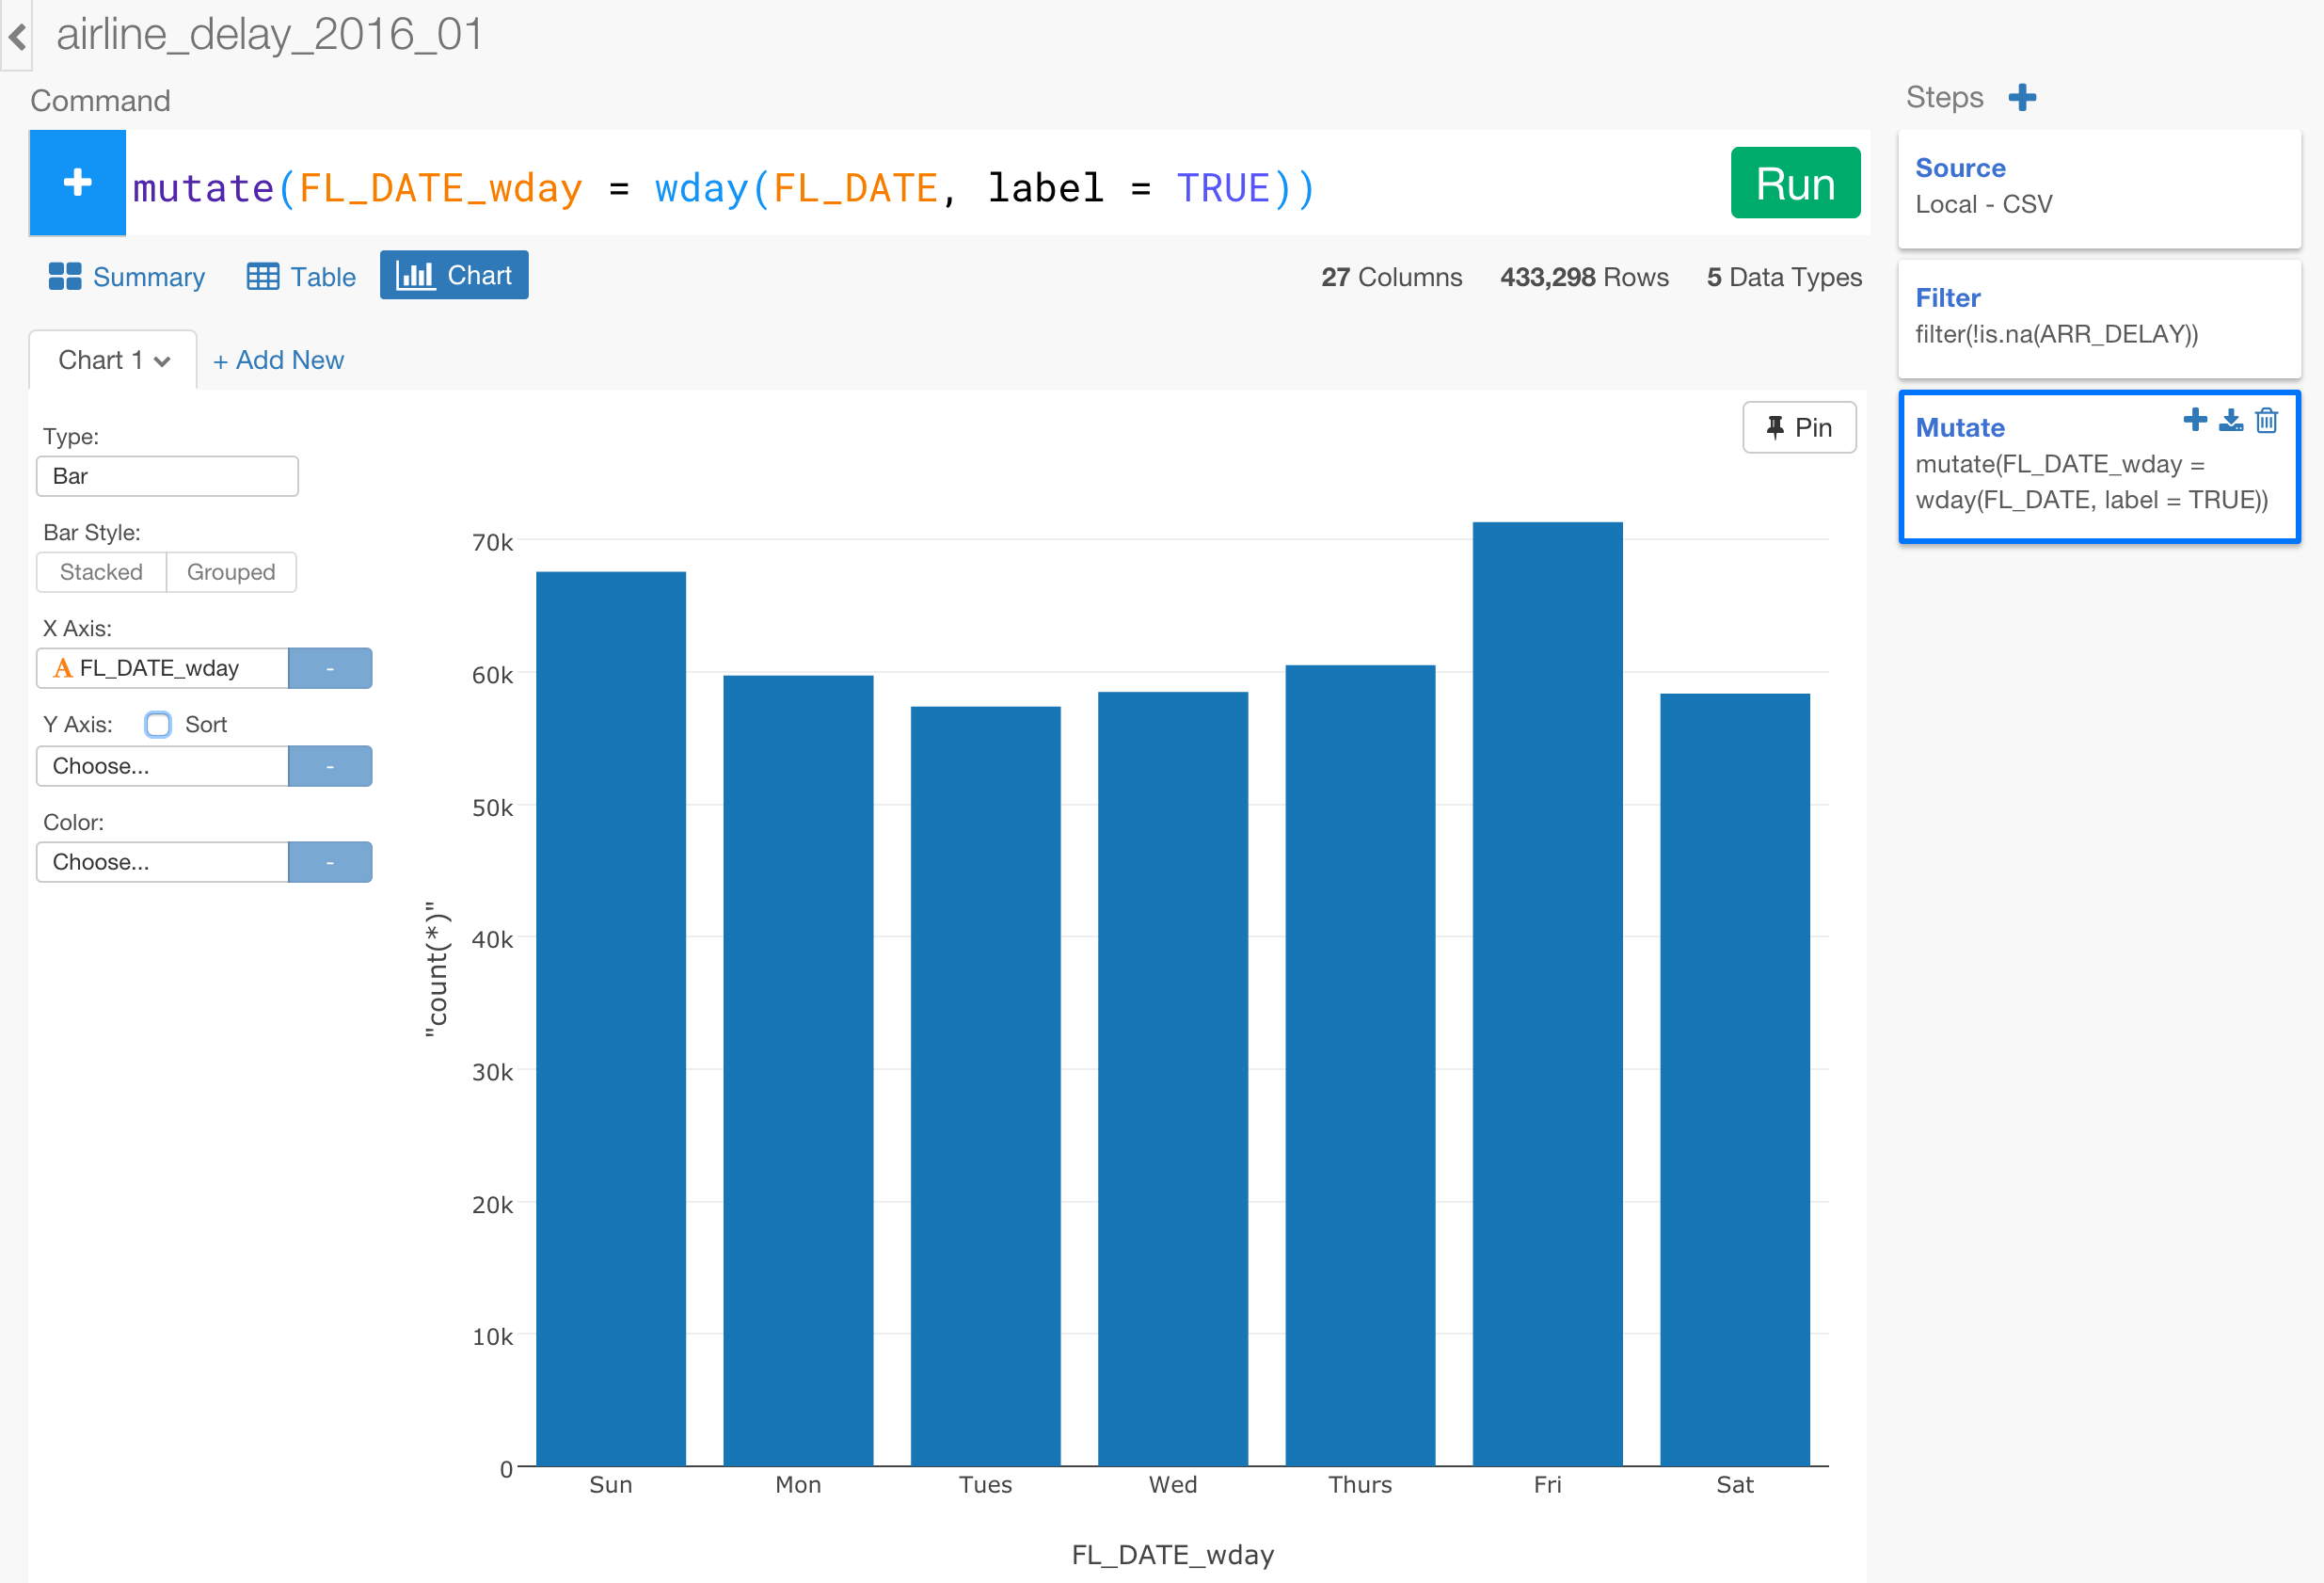 airline_delay_2016_01
Command
mutate(FL_DATE_wday = wday(FL_DATE, label = TRUE))
Run
Summary Table Chart
27 Columns 433,298 Rows 5 Data Types
Chart 1 + Add New
Pin
Type:
Bar
Bar Style:
Stacked Grouped
X Axis:
A FL_DATE_wday -
Y Axis: Sort
Choose... -
Color:
Choose... -
"count(*)"
70k
60k
50k
40k
30k
20k
10k
0
Sun Mon Tues Wed Thurs Fri Sat
FL_DATE_wday
Steps
Source
Local - CSV
Filter
filter(!is.na(ARR_DELAY))
Mutate
mutate(FL_DATE_wday =
wday(FL_DATE, label = TRUE))